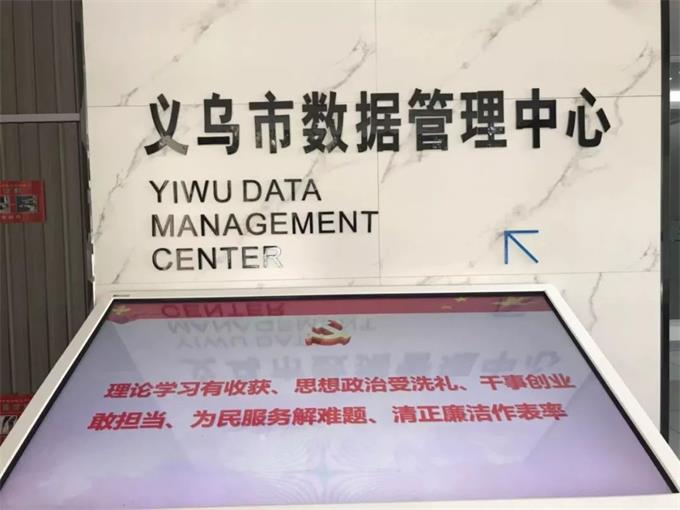 义乌市数据管理中心
YIWU DATA
MANAGEMENT
CENTER
理论学习有收获、思想政治受洗礼、干事创业
敢担当、为民服务解难题、清正廉洁作表率